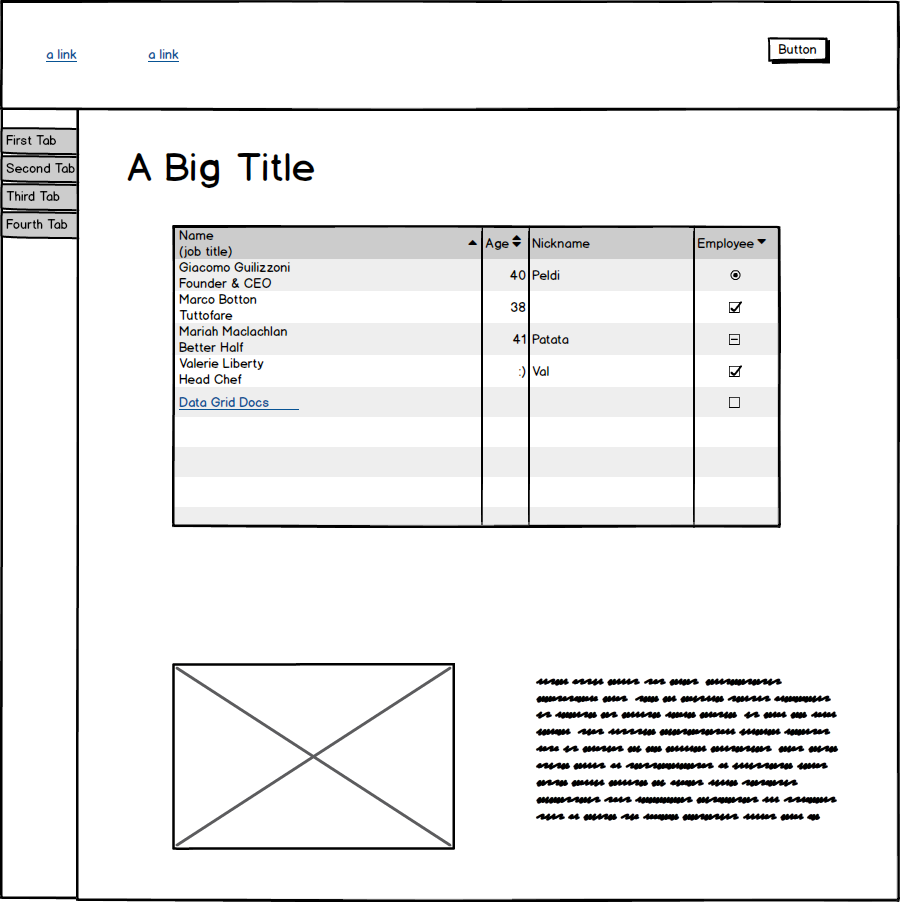 a link
a link
Button
First Tab
Second Tab
Third Tab
Fourth Tab
A Big Title
Name
(job title)
Age
Nickname
Employee
Giacomo Guilizzoni
Founder & CEO
40
Peldi
Marco Botton
Tuttofare
38
Mariah Maclachlan
Better Half
41
Patata
Valerie Liberty
Head Chef
:)
Val
Data Grid Docs